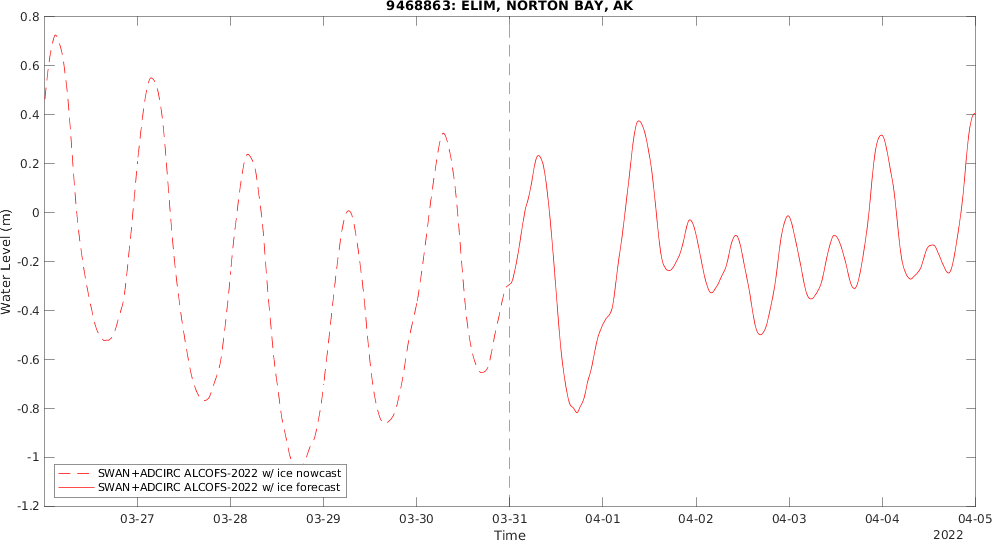 9468863: ELIM, NORTON BAY, AK
Water Level (m)
0.8
0.6
0.4
0.2
0
-0.2
-0.4
-0.6
-0.8
-1
-1.2
SWAN+ADCIRC ALCOFS-2022 w/ ice nowcast
SWAN+ADCIRC ALCOFS-2022 w/ ice forecast
03-27 03-28 03-29 03-30 03-31 04-01 04-02 04-03 04-04 04-05
Time
2022